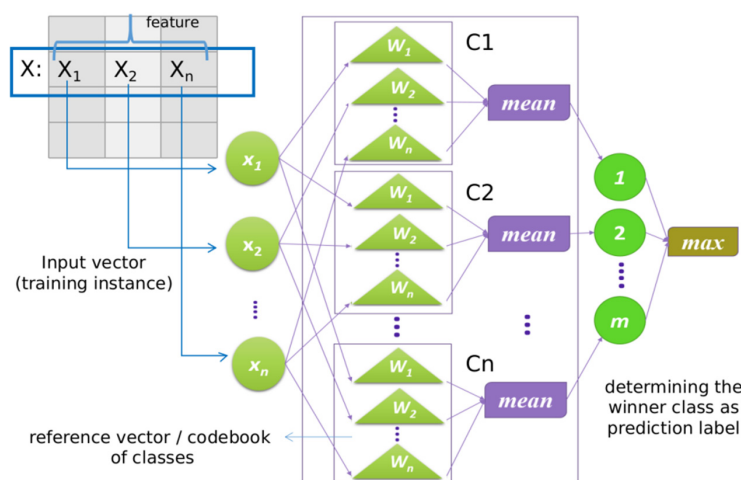 feature
X: X1 X2 Xn
x1
x2
xn
Input vector
(training instance)
C1
W1
W2
Wn
mean
C2
W1
W2
Wn
mean
Cn
W1
W2
Wn
mean
1
2
m
max
reference vector / codebook
of classes
determining the
winner class as
prediction label